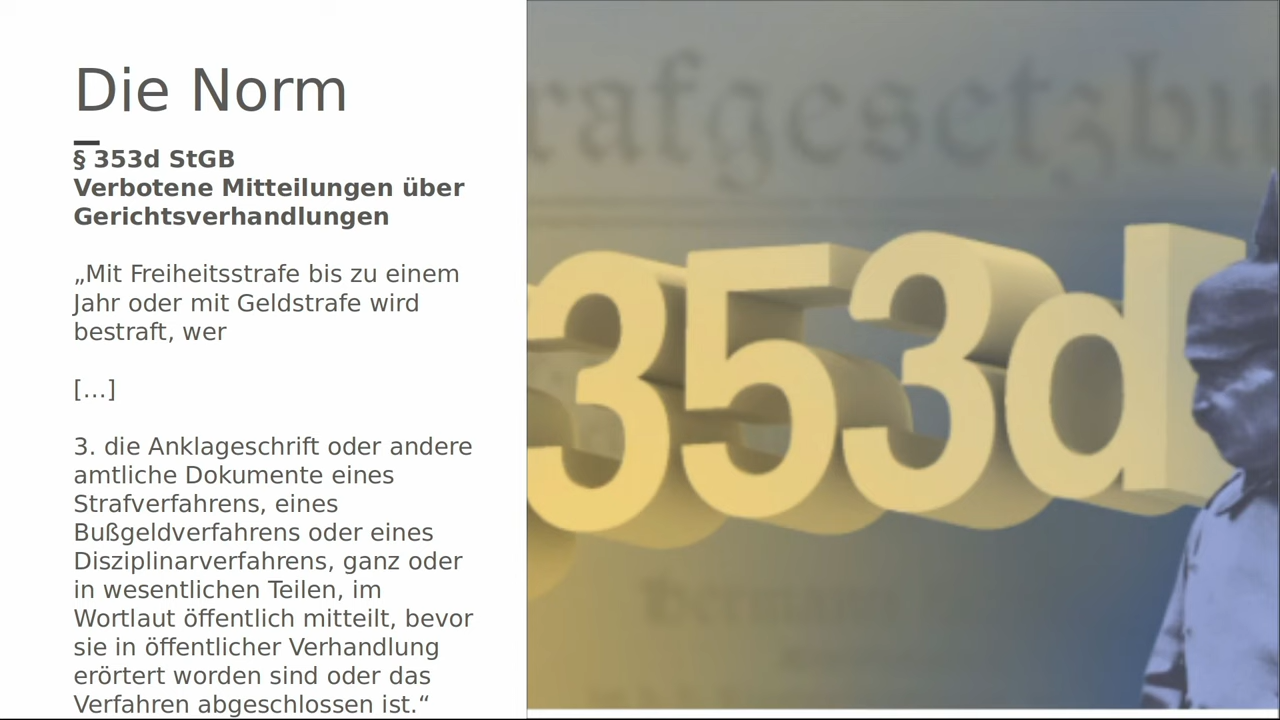 Die Norm
§ 353d StGB
Verbotene Mitteilungen über
Gerichtsverhandlungen
„Mit Freiheitsstrafe bis zu einem
Jahr oder mit Geldstrafe wird
bestraft, wer
[...]
3. die Anklageschrift oder andere
amtliche Dokumente eines
Strafverfahrens, eines
Bußgeldverfahrens oder eines
Disziplinarverfahrens, ganz oder
in wesentlichen Teilen, im
Wortlaut öffentlich mitteilt, bevor
sie in öffentlicher Verhandlung
erörtert worden sind oder das
Verfahren abgeschlossen ist.“
rafgesetzbu
353d